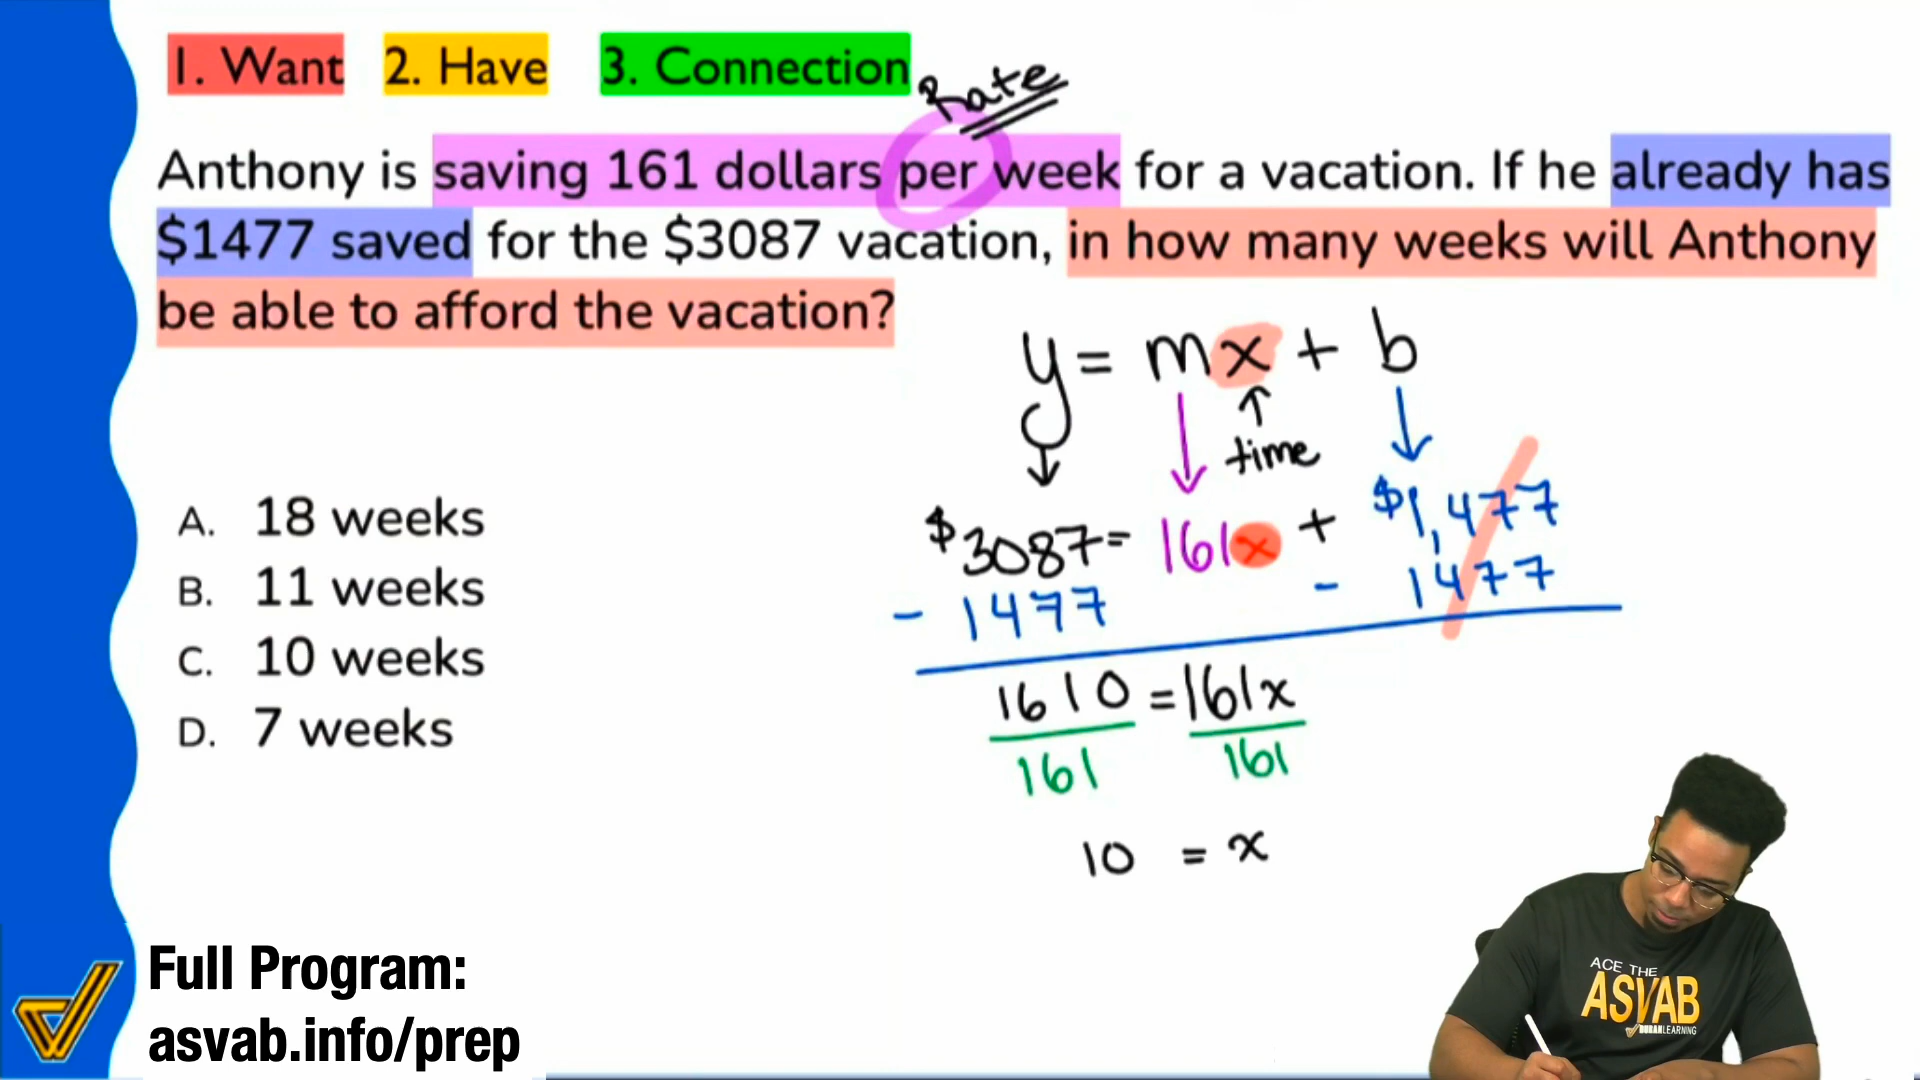 1. Want 2. Have 3. Connection
Rate
Anthony is saving 161 dollars per week for a vacation. If he already has
$1477 saved for the $3087 vacation, in how many weeks will Anthony
be able to afford the vacation?
y = mx + b
time
$3087 = 161x + $1,477
- 1477 - 1477
1610 = 161x
161 161
10 = x
A. 18 weeks
B. 11 weeks
C. 10 weeks
D. 7 weeks
Full Program:
asvab.info/prep
ACE THE
ASVAB
DURAN LEARNING